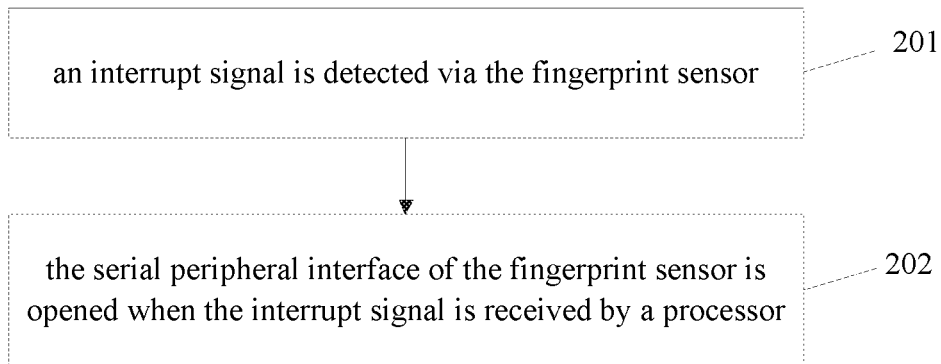 an interrupt signal is detected via the fingerprint sensor
201
the serial peripheral interface of the fingerprint sensor is
opened when the interrupt signal is received by a processor
202